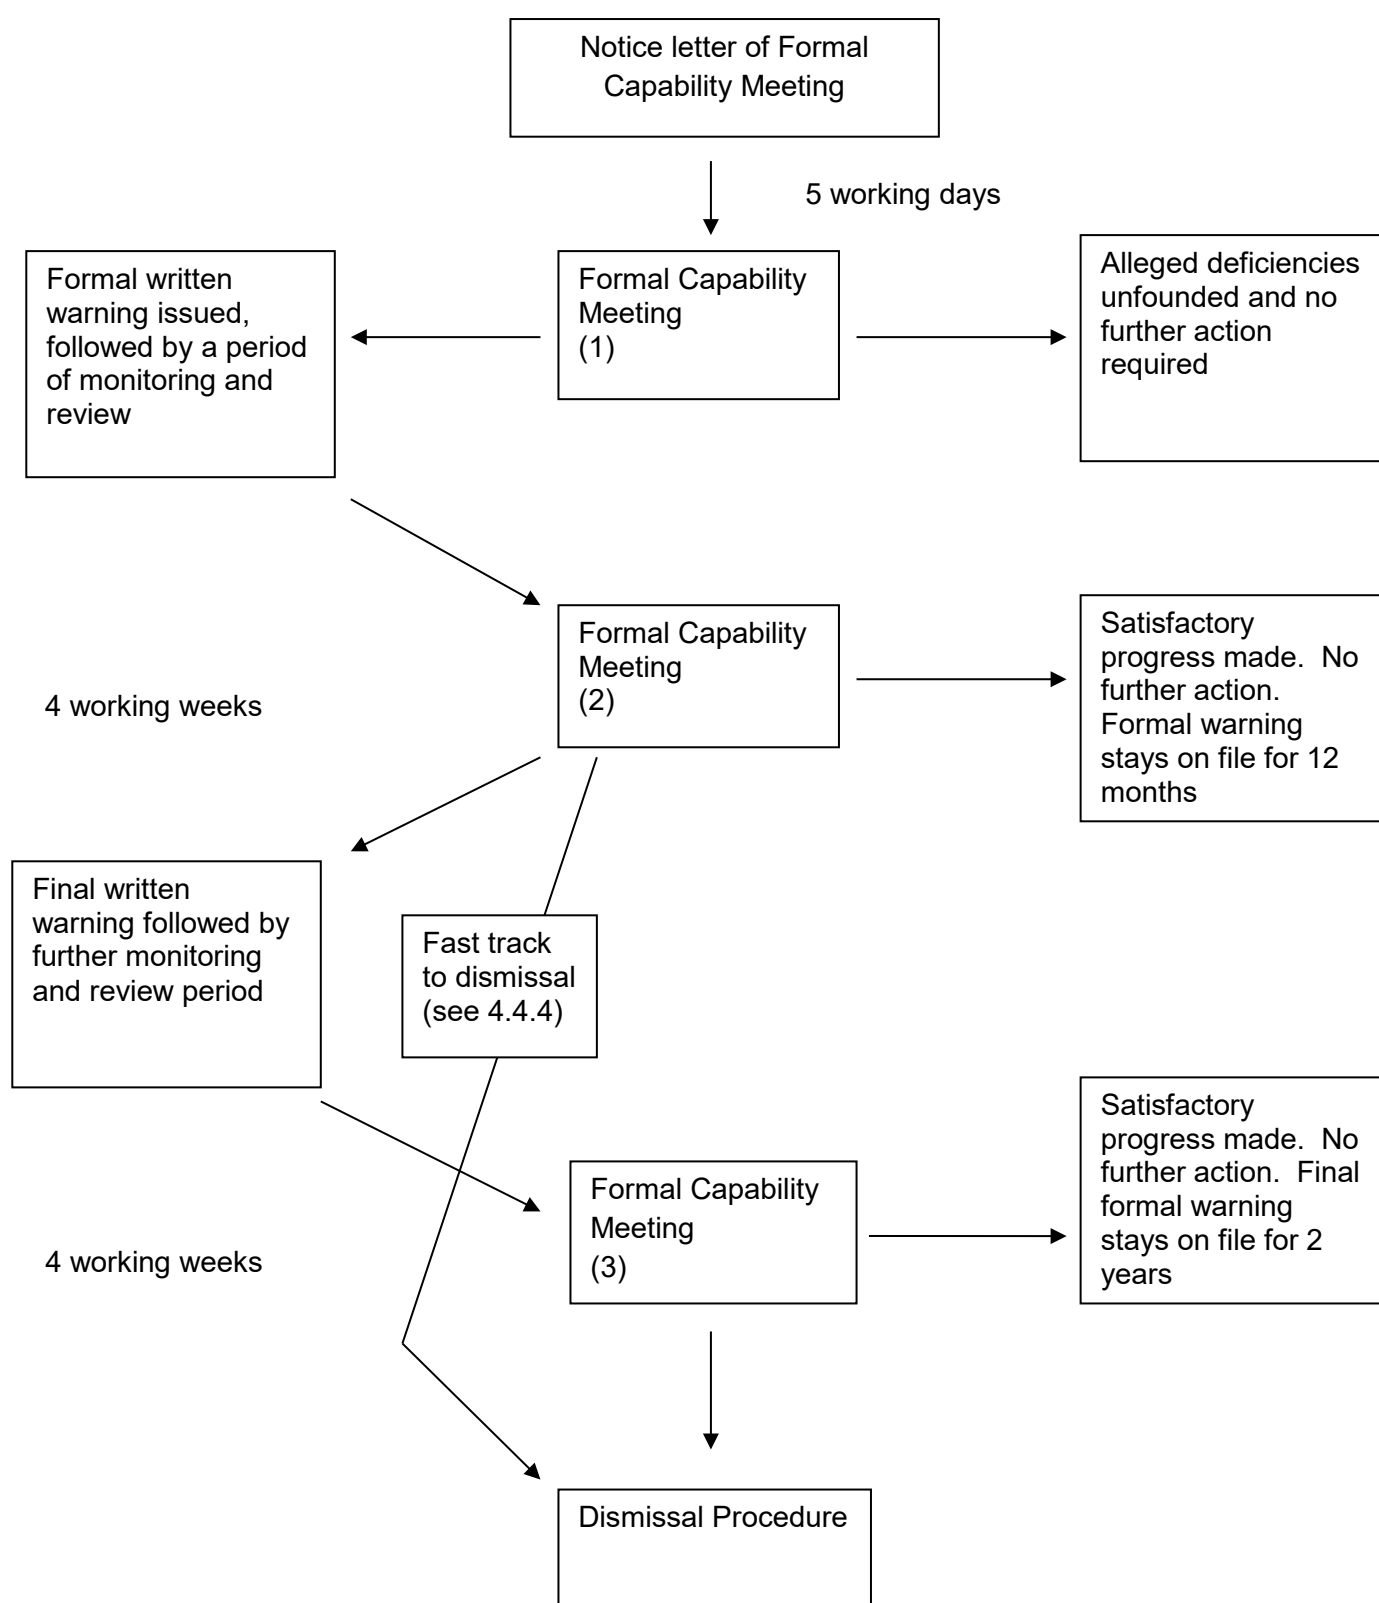 Notice letter of Formal
Capability Meeting
5 working days
Formal written
warning issued,
followed by a period
of monitoring and
review
Formal Capability
Meeting
(1)
Alleged deficiencies
unfounded and no
further action
required
Formal Capability
Meeting
(2)
Satisfactory
progress made.  No
further action.
Formal warning
stays on file for 12
months
4 working weeks
Final written
warning followed by
further monitoring
and review period
Fast track
to dismissal
(see 4.4.4)
Formal Capability
Meeting
(3)
Satisfactory
progress made.  No
further action.  Final
formal warning
stays on file for 2
years
4 working weeks
Dismissal Procedure